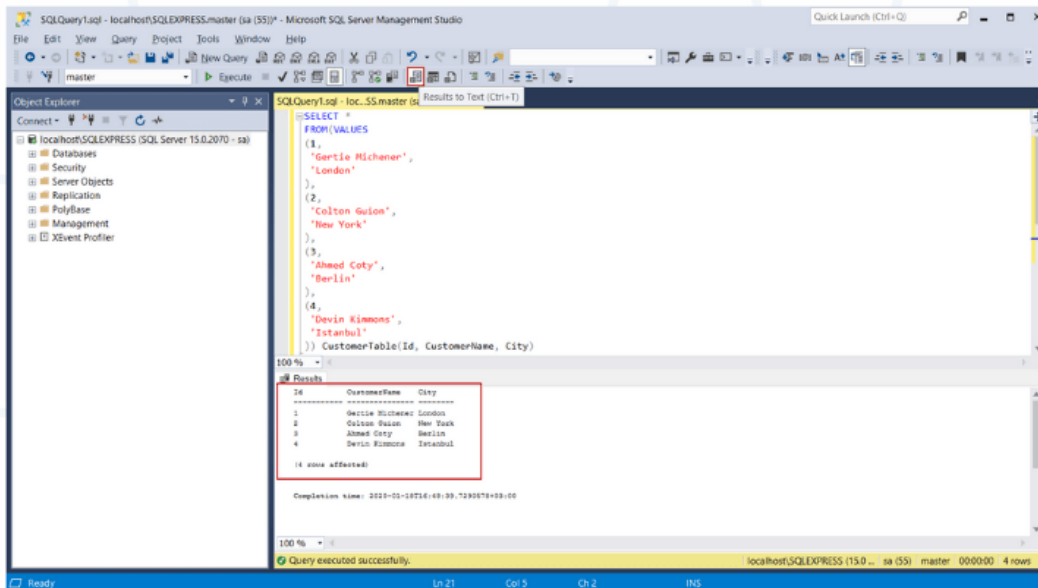 SQLQuery1.sql - localhost\SQLEXPRESS.master (sa (55))* - Microsoft SQL Server Management Studio
Quick Launch (Ctrl+Q)
File Edit View Query Project Tools Window Help
New Query
master
Execute
Object Explorer
SQLQuery1.sql - loc...SS.master (sa
Results to Text (Ctrl+T)
Connect
localhost\SQLEXPRESS (SQL Server 15.0.2070 - sa)
Databases
Security
Server Objects
Replication
PolyBase
Management
XEvent Profiler
SELECT *
FROM(VALUES
(1,
'Gertie Michener',
'London'
),
(2,
'Colton Guion',
'New York'
),
(3,
'Ahmed Coty',
'Berlin'
),
(4,
'Devin Kimmons',
'Istanbul'
)) CustomerTable(Id, CustomerName, City)
100 %
Results
Id CustomerName City
----------- --------------- --------
1 Gertie Michener London
2 Colton Guion New York
3 Ahmed Coty Berlin
4 Devin Kimmons Istanbul
(4 rows affected)
Completion time:
100 %
Query executed successfully.
localhost\SQLEXPRESS (15.0 ... sa (55) master 00:00:00 4 rows
Ready Ln 21 Col 5 Ch 2 INS